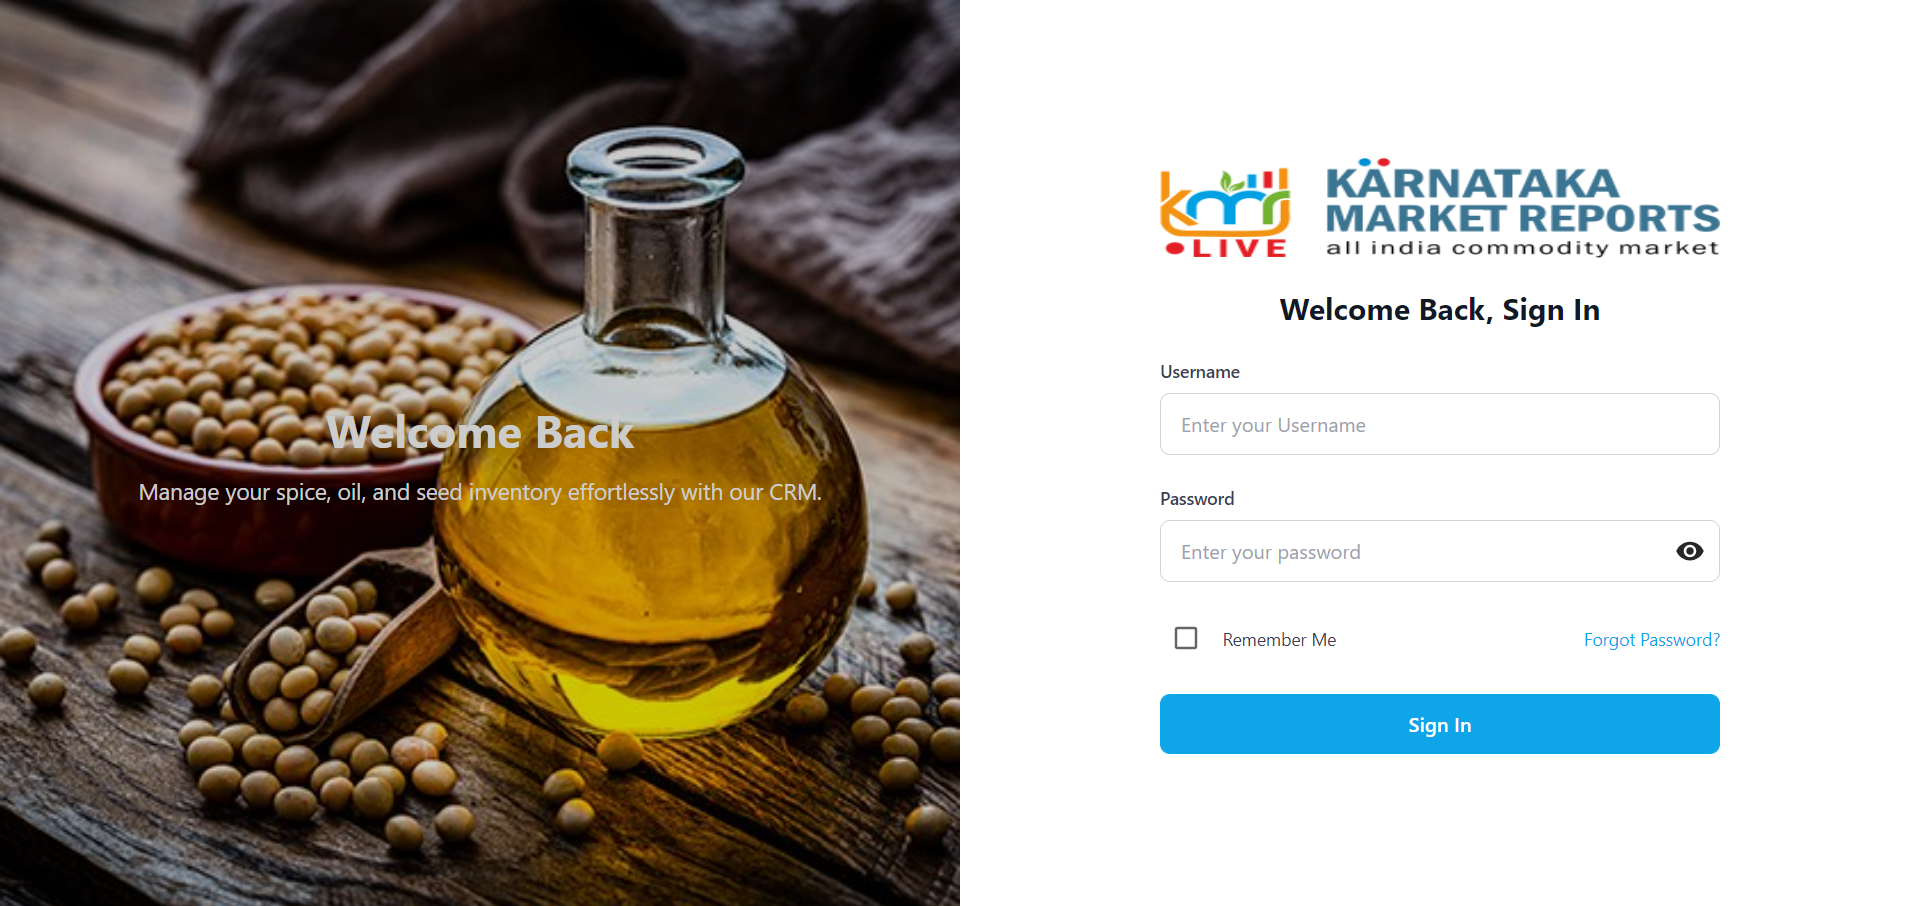 Welcome Back
Manage your spice, oil, and seed inventory effortlessly with our CRM.
kmr
LIVE
KARNATAKA
MARKET REPORTS
all india commodity market
Welcome Back, Sign In
Username
Enter your Username
Password
Enter your password
Remember Me
Forgot Password?
Sign In